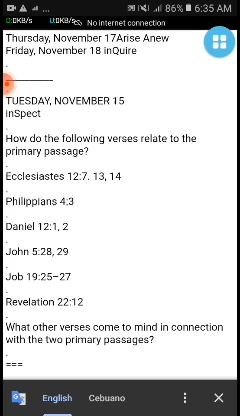 0:0KB/s U:0KB/s No internet connection 86% 6:35 AM
Thursday, November 17Arise Anew
Friday, November 18 inQuire
.
__________
.
TUESDAY, NOVEMBER 15
inSpect
.
How do the following verses relate to the
primary passage?
.
Ecclesiastes 12:7. 13, 14
.
Philippians 4:3
.
Daniel 12:1, 2
.
John 5:28, 29
.
Job 19:25–27
.
Revelation 22:12
.
What other verses come to mind in connection
with the two primary passages?
.
===
English Cebuano